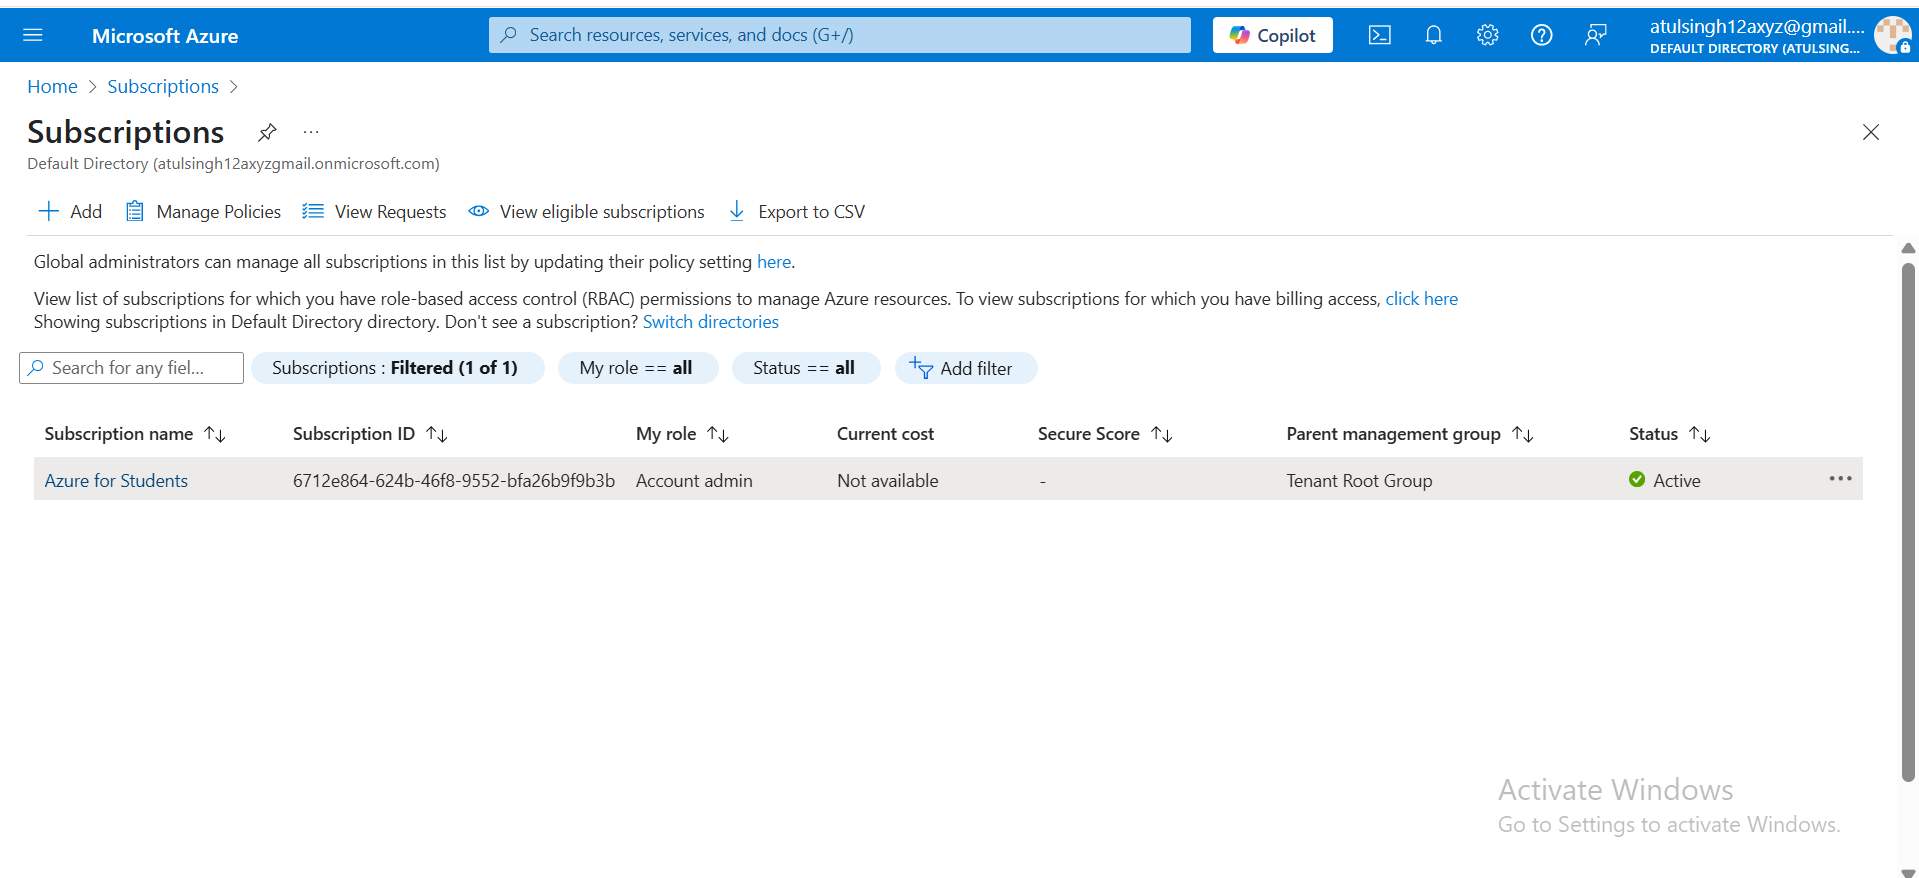 Microsoft Azure
Search resources, services, and docs (G+/)
Copilot
atulsingh12axyz@gmail....
DEFAULT DIRECTORY (ATULSING...
Home > Subscriptions >
Subscriptions
...
Default Directory (atulsingh12axyzgmail.onmicrosoft.com)
Add
Manage Policies
View Requests
View eligible subscriptions
Export to CSV
Global administrators can manage all subscriptions in this list by updating their policy setting here.
View list of subscriptions for which you have role-based access control (RBAC) permissions to manage Azure resources. To view subscriptions for which you have billing access, click here
Showing subscriptions in Default Directory directory. Don't see a subscription? Switch directories
Search for any fiel...
Subscriptions : Filtered (1 of 1)
My role == all
Status == all
Add filter
Subscription name ↑↓ Subscription ID ↑↓ My role ↑↓ Current cost Secure Score ↑↓ Parent management group ↑↓ Status ↑↓
Azure for Students 6712e864-624b-46f8-9552-bfa26b9f9b3b Account admin Not available - Tenant Root Group Active ...
Activate Windows
Go to Settings to activate Windows.